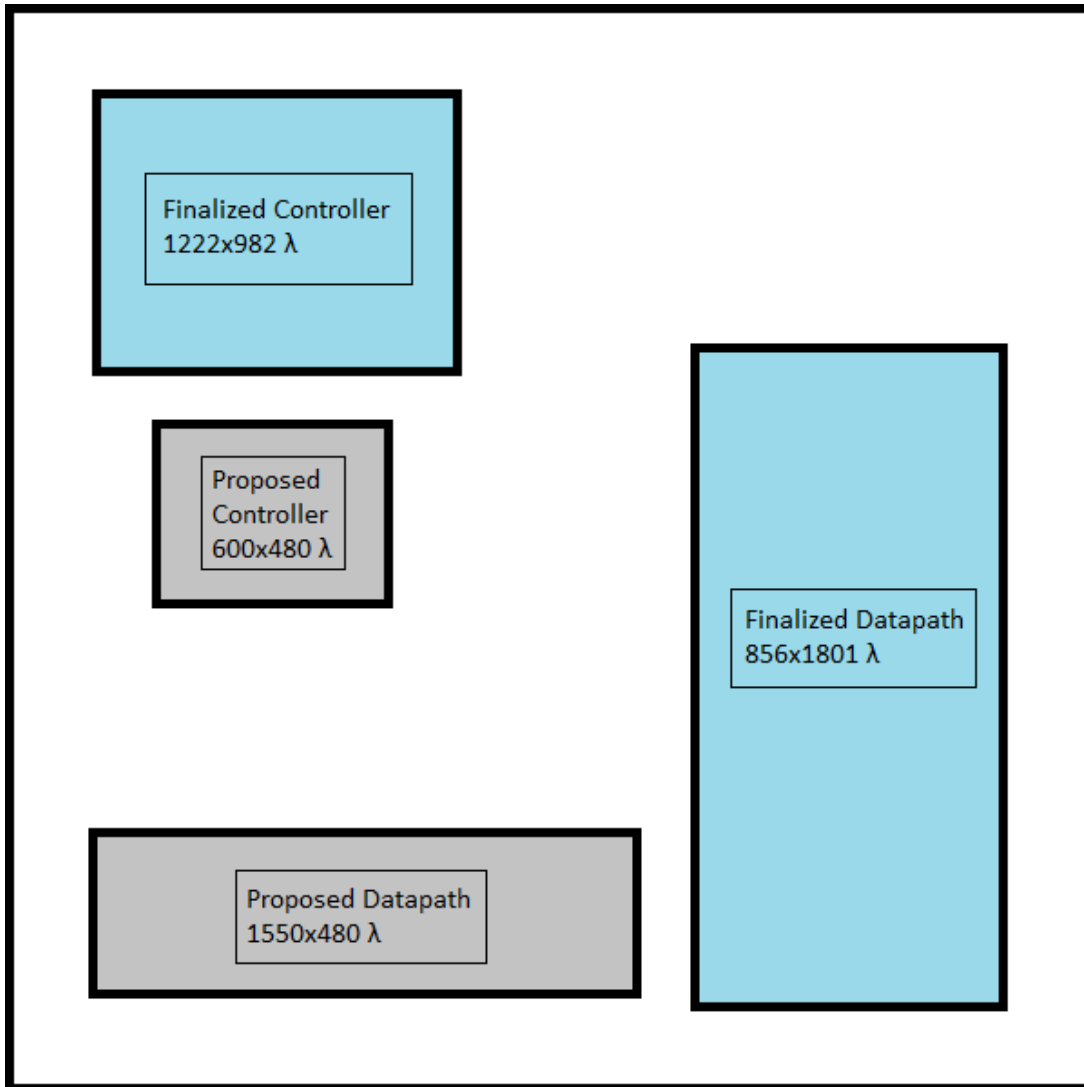 Finalized Controller
1222x982 λ
Proposed
Controller
600x480 λ
Finalized Datapath
856x1801 λ
Proposed Datapath
1550x480 λ